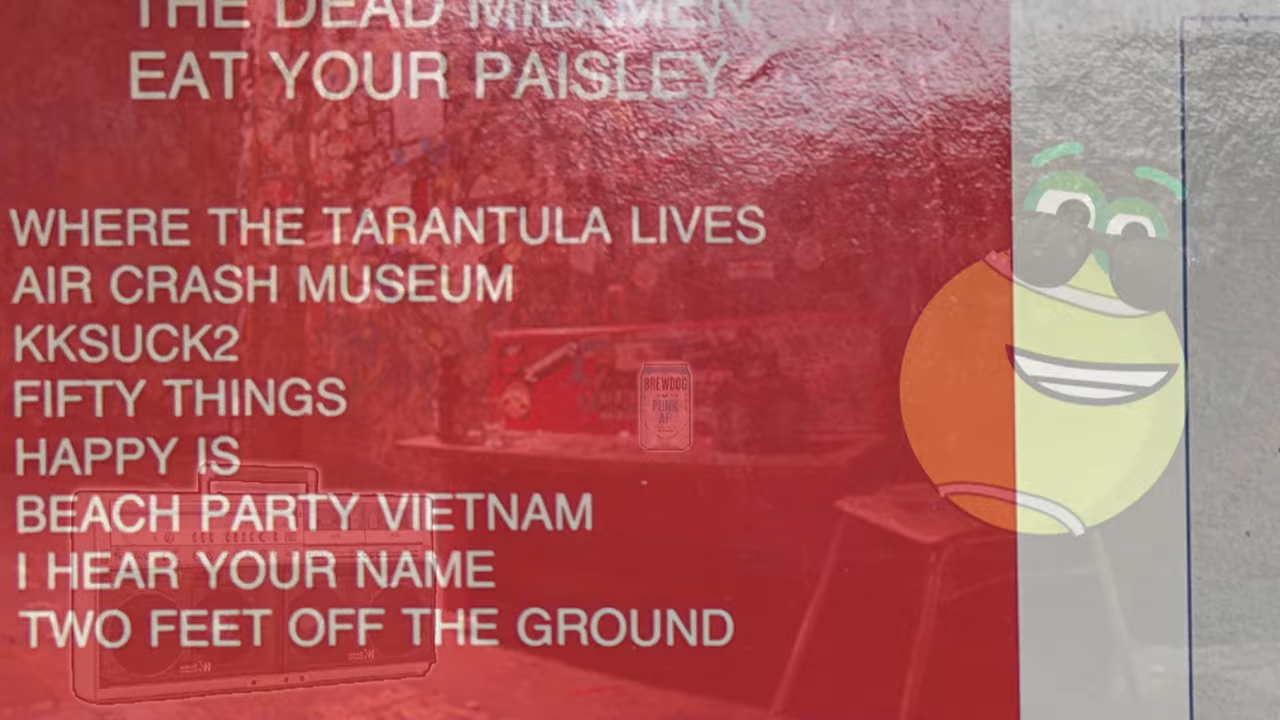 THE DEAD MILKMEN
EAT YOUR PAISLEY
WHERE THE TARANTULA LIVES
AIR CRASH MUSEUM
KKSUCK2
FIFTY THINGS
HAPPY IS
BEACH PARTY VIETNAM
I HEAR YOUR NAME
TWO FEET OFF THE GROUND
BREWDOG
PUNK
AF